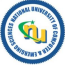 NATIONAL UNIVERSITY OF COMPUTER & EMERGING SCIENCES